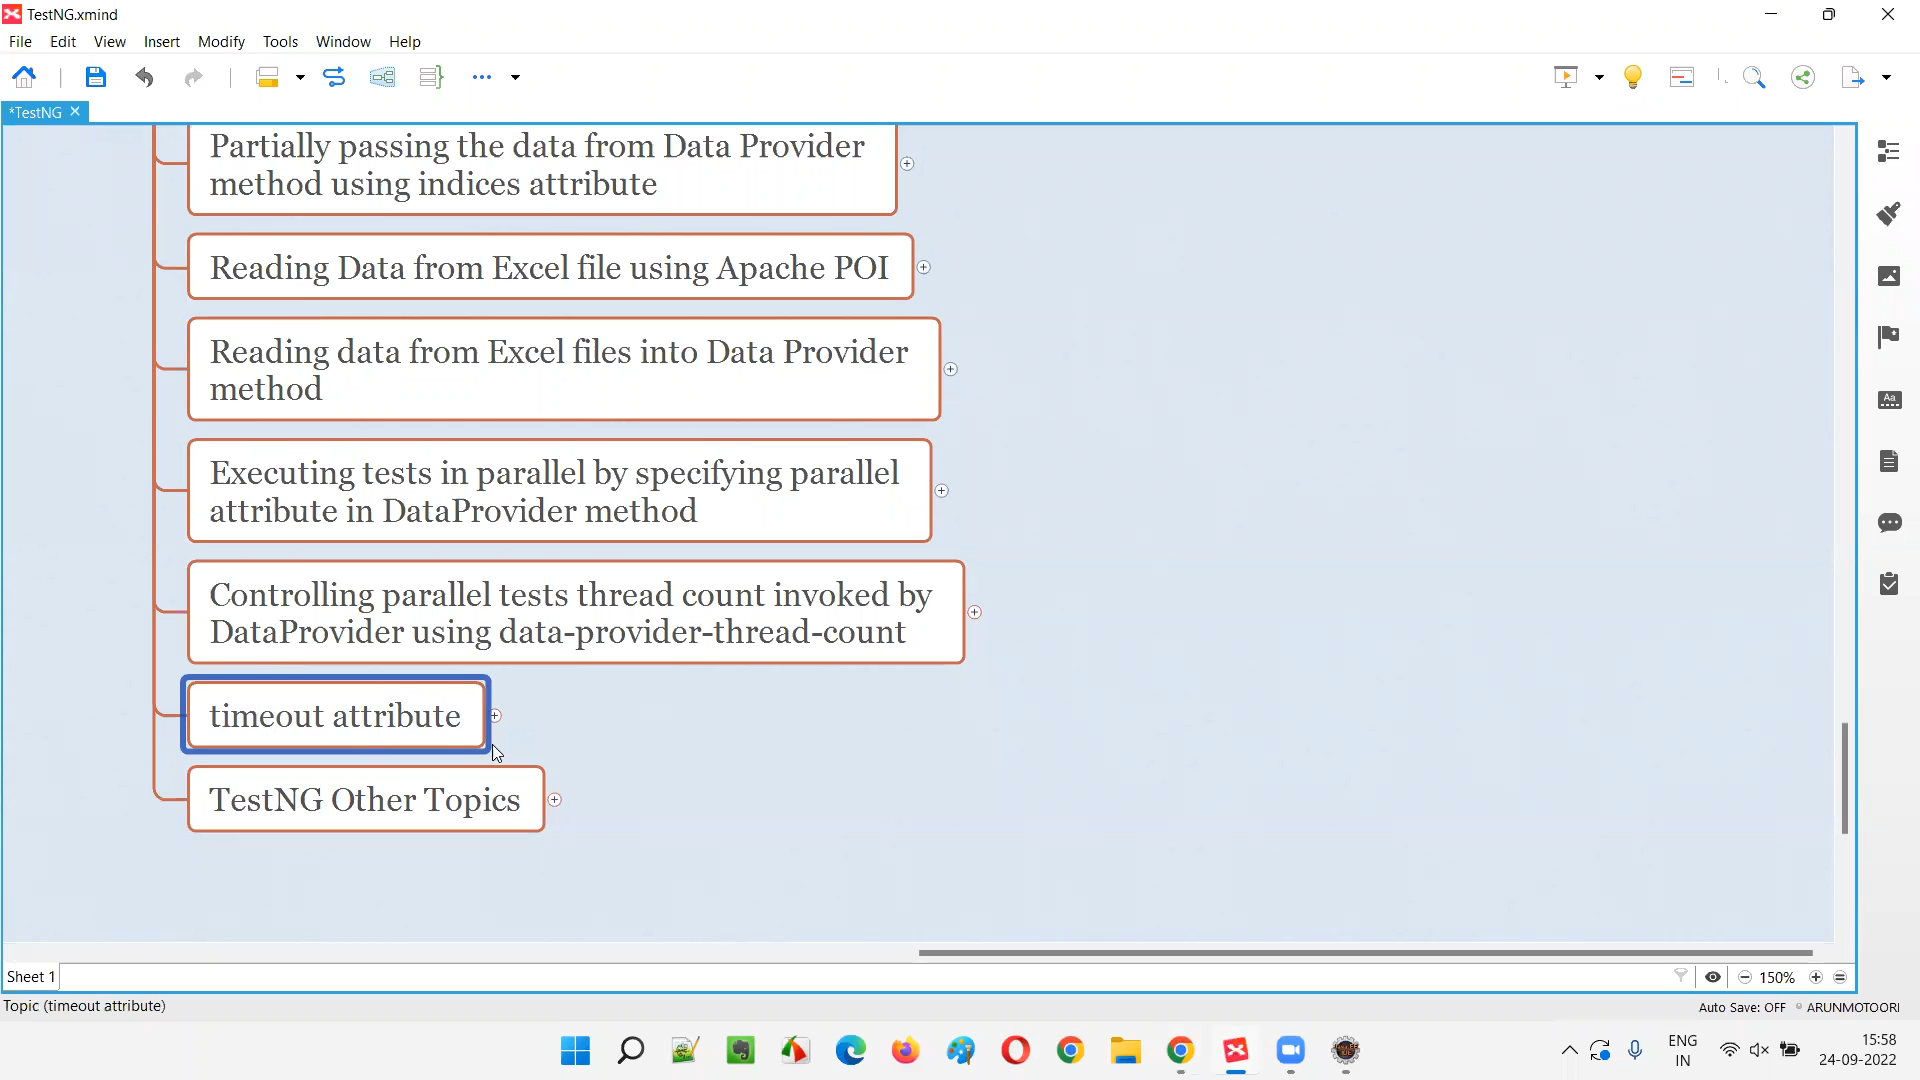 TestNG.xmind
File Edit View Insert Modify Tools Window Help
*TestNG
Partially passing the data from Data Provider
method using indices attribute
Reading Data from Excel file using Apache POI
Reading data from Excel files into Data Provider
method
Executing tests in parallel by specifying parallel
attribute in DataProvider method
Controlling parallel tests thread count invoked by
DataProvider using data-provider-thread-count
timeout attribute
TestNG Other Topics
Aa
Sheet 1
150%
Topic (timeout attribute)
Auto Save: OFF ARUNMOTOORI
ENG
IN
15:58
24-09-2022